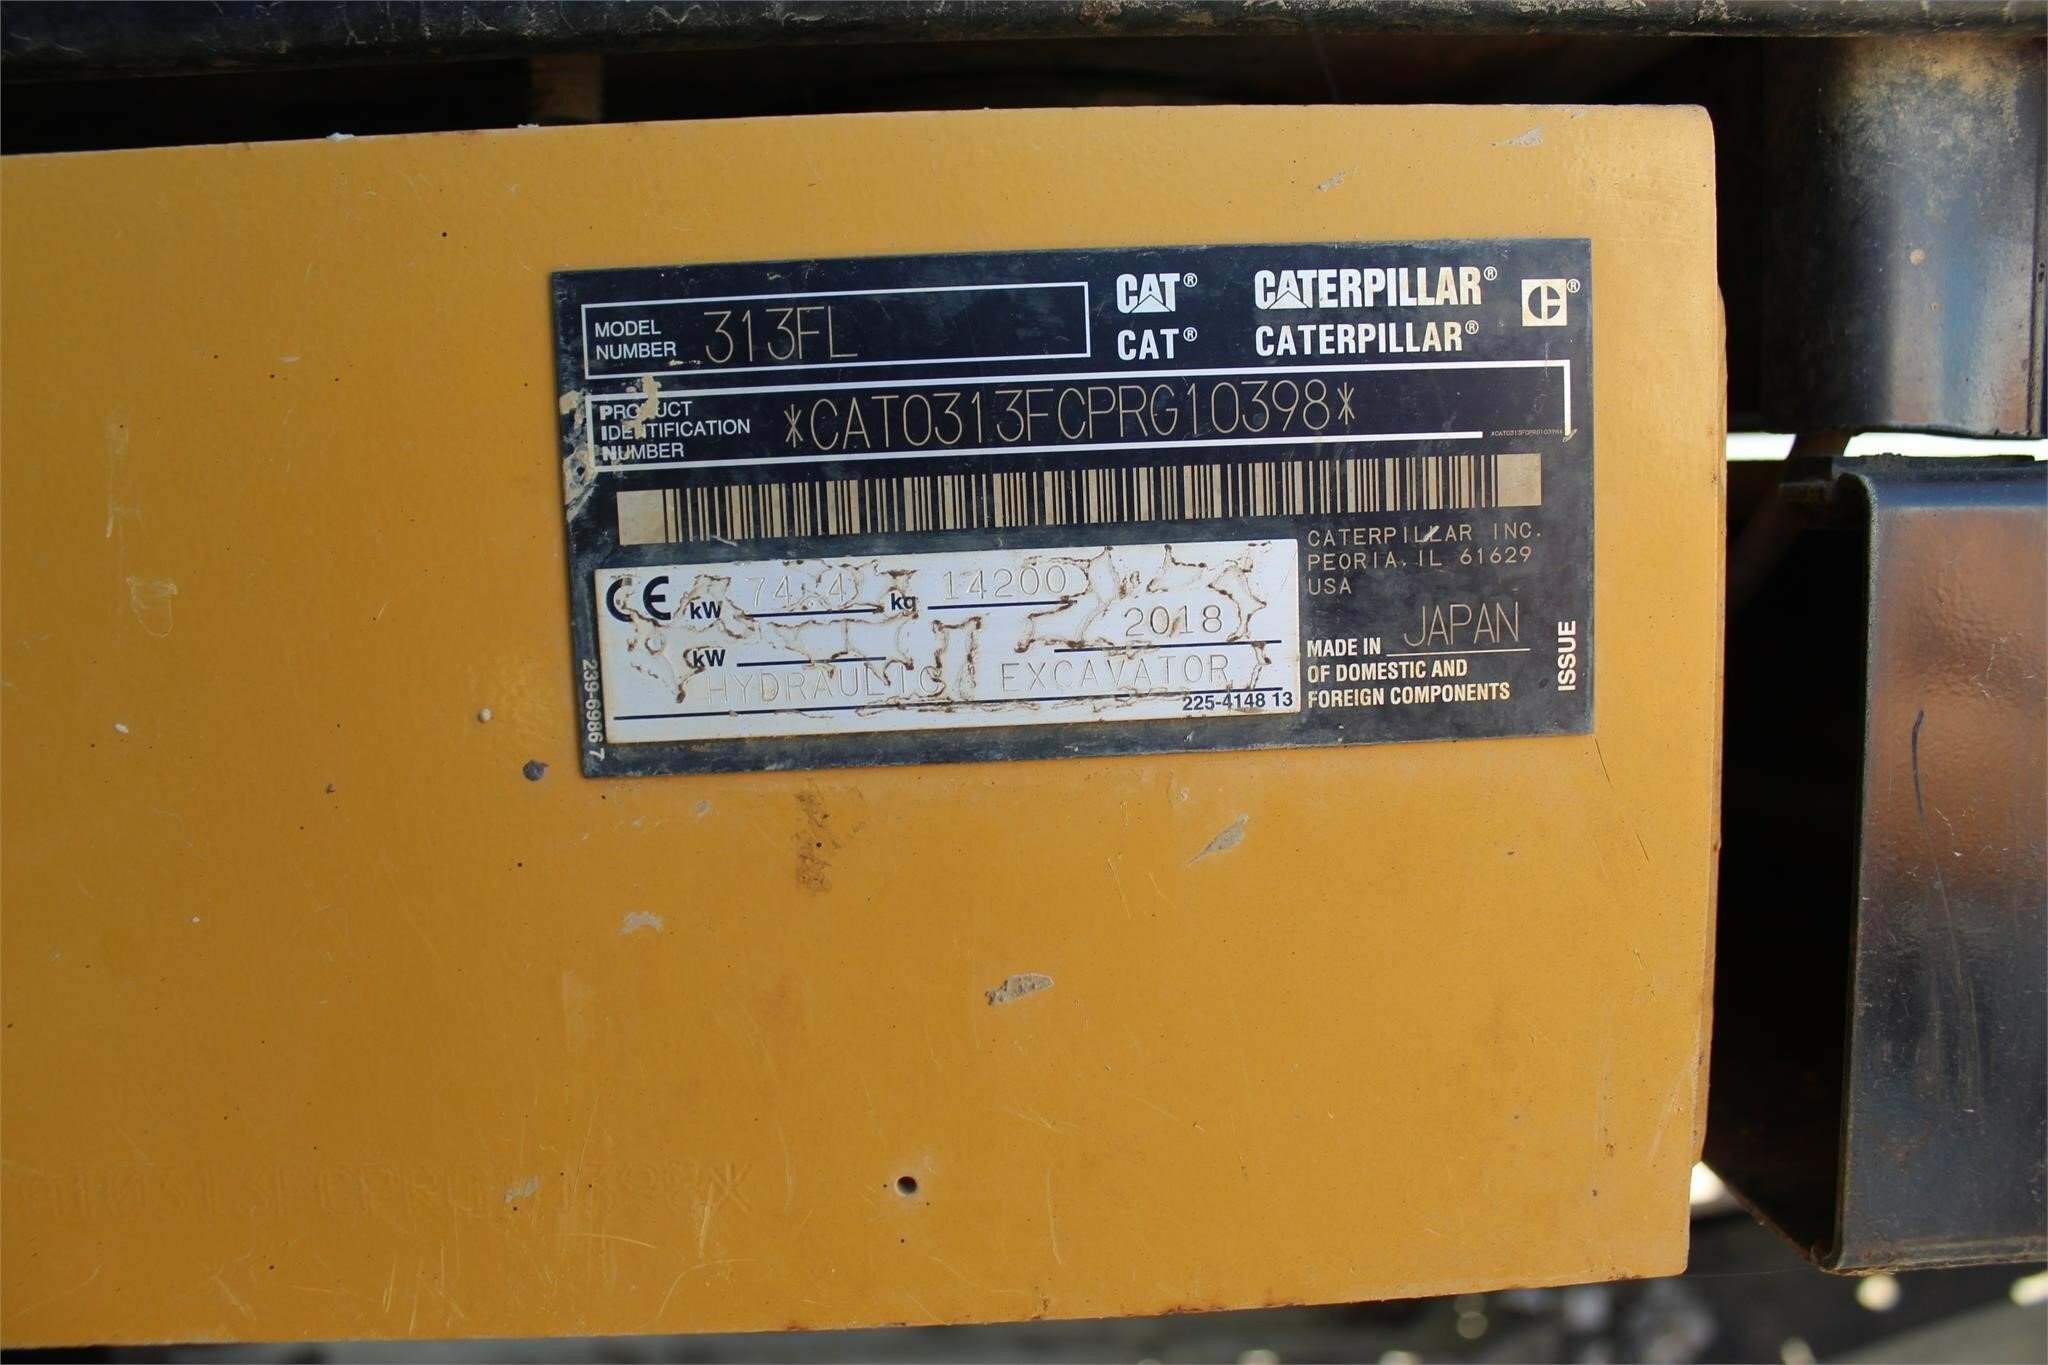 MODEL NUMBER 313FL
CAT® CATERPILLAR®
CAT® CATERPILLAR®
PRODUCT
IDENTIFICATION
NUMBER
*CAT0313FCPRG10398*
*CAT0313FCPRG10398*
CATERPILLAR INC.
PEORIA, IL 61629
USA
CE kW 74.4 kg 14200
2018
kW
HYDRAULIC EXCAVATOR
225-4148 13
MADE IN JAPAN
OF DOMESTIC AND
FOREIGN COMPONENTS
ISSUE
239-6986 7
AT0313FCPRG10398*